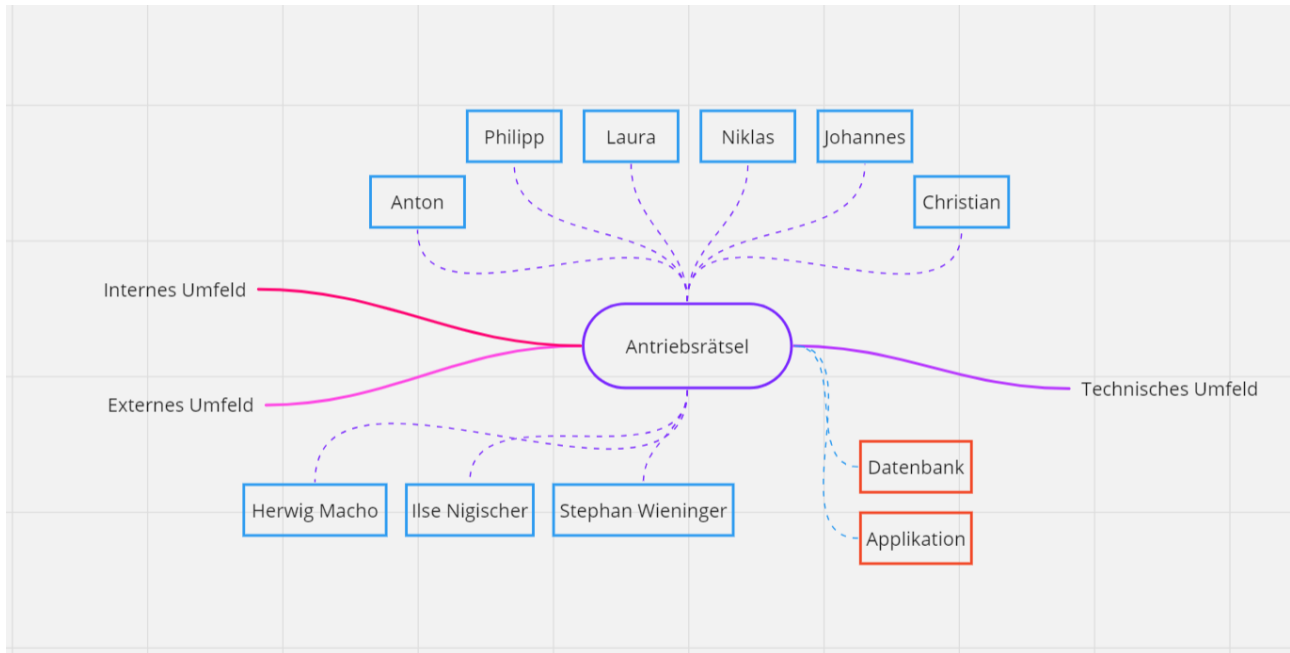 Philipp
Laura
Niklas
Johannes
Anton
Christian
Internes Umfeld
Antriebsrätsel
Externes Umfeld
Technisches Umfeld
Datenbank
Herwig Macho
Ilse Nigischer
Stephan Wieninger
Applikation